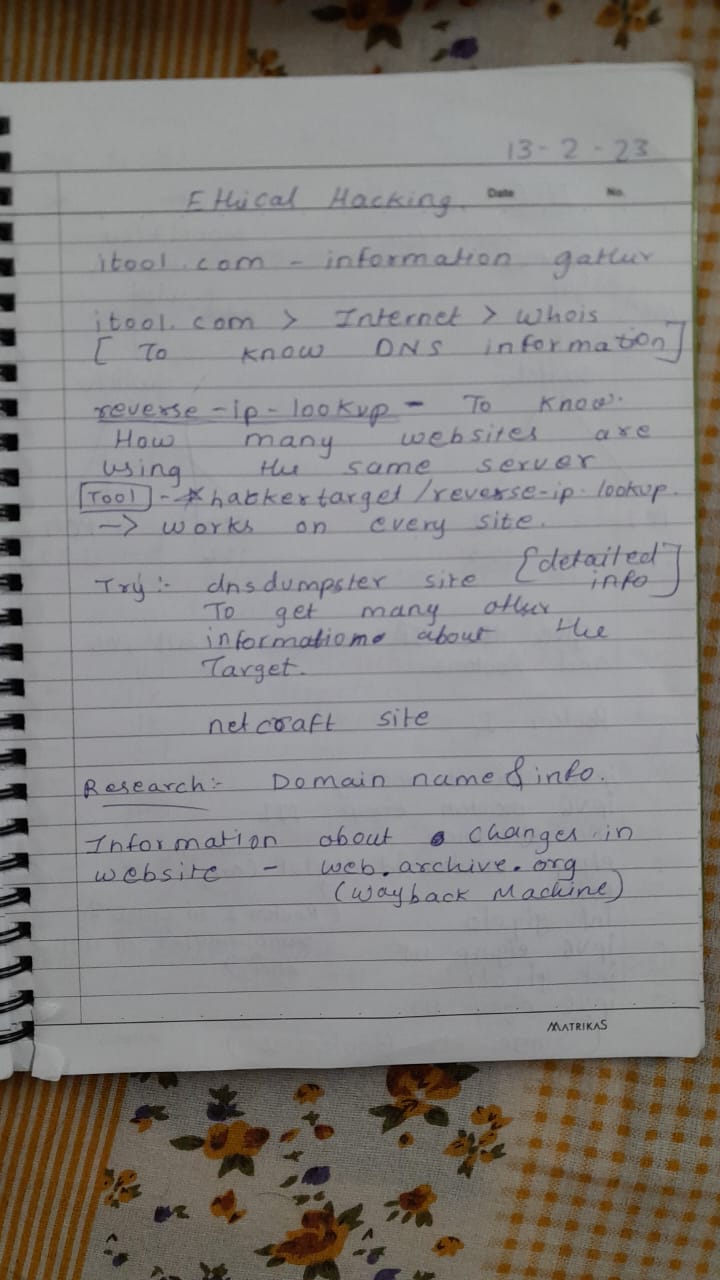 13-2-23
Ethical Hacking. Date No.
itool.com - information gather
itool.com > Internet > Whois
[ To know DNS information]
reverse-ip-lookup - To know.
How many websites are
using the same server
[Tool] -* hackertarget/reverse-ip-lookup.
-> works on every site.
Try:- dnsdumpster site [detailed info]
To get many other
informations about the
Target.
netcraft site
Research:- Domain name & info.
Information about changes in
website - web.archive.org
(wayback Machine)
MATRIKAS